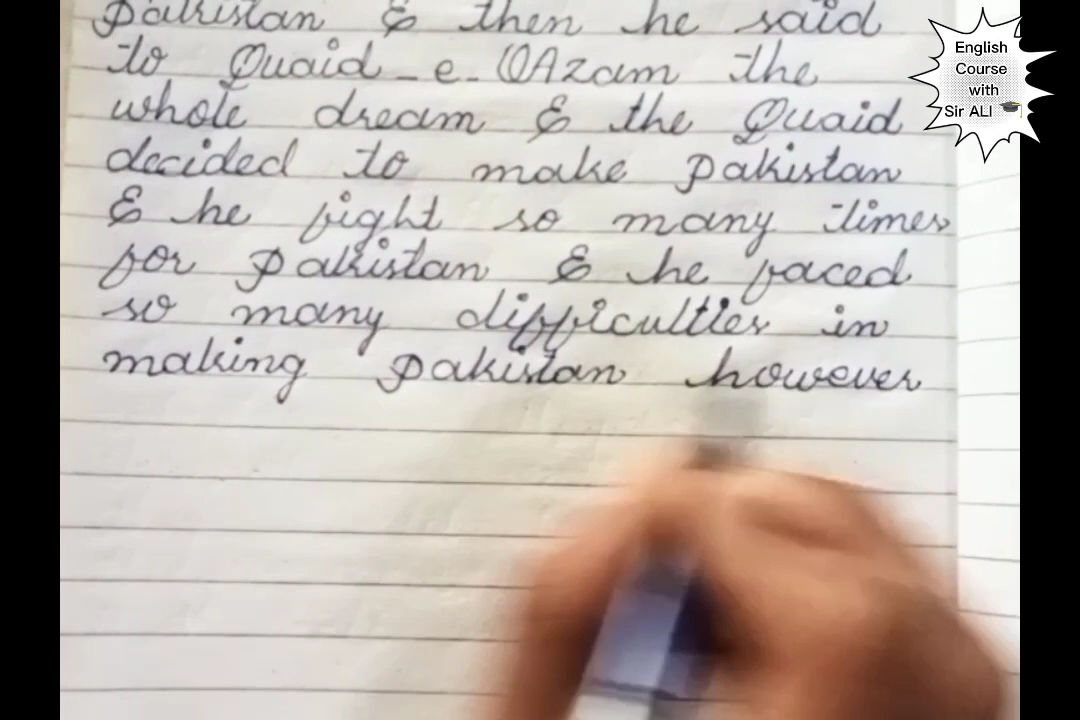 Pakistan & then he said
to Quaid-e-OAzam the
whole dream & the Quaid
decided to make Pakistan
& he fight so many times
for Pakistan & he faced
so many difficulties in
making Pakistan however
English
Course
with
Sir ALI